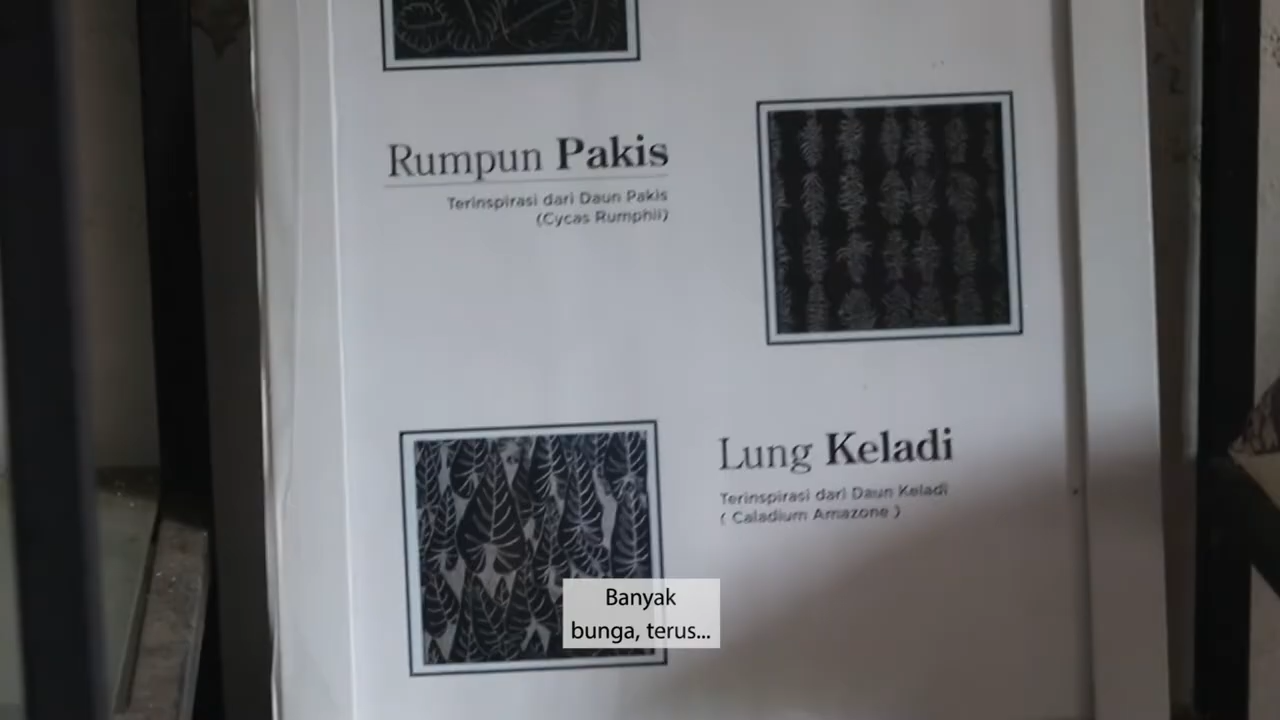 Rumpun Pakis
Terinspirasi dari Daun Pakis
(Cycas Rumphii)
Lung Keladi
Terinspirasi dari Daun Keladi
( Caladium Amazone )
Banyak
bunga, terus...